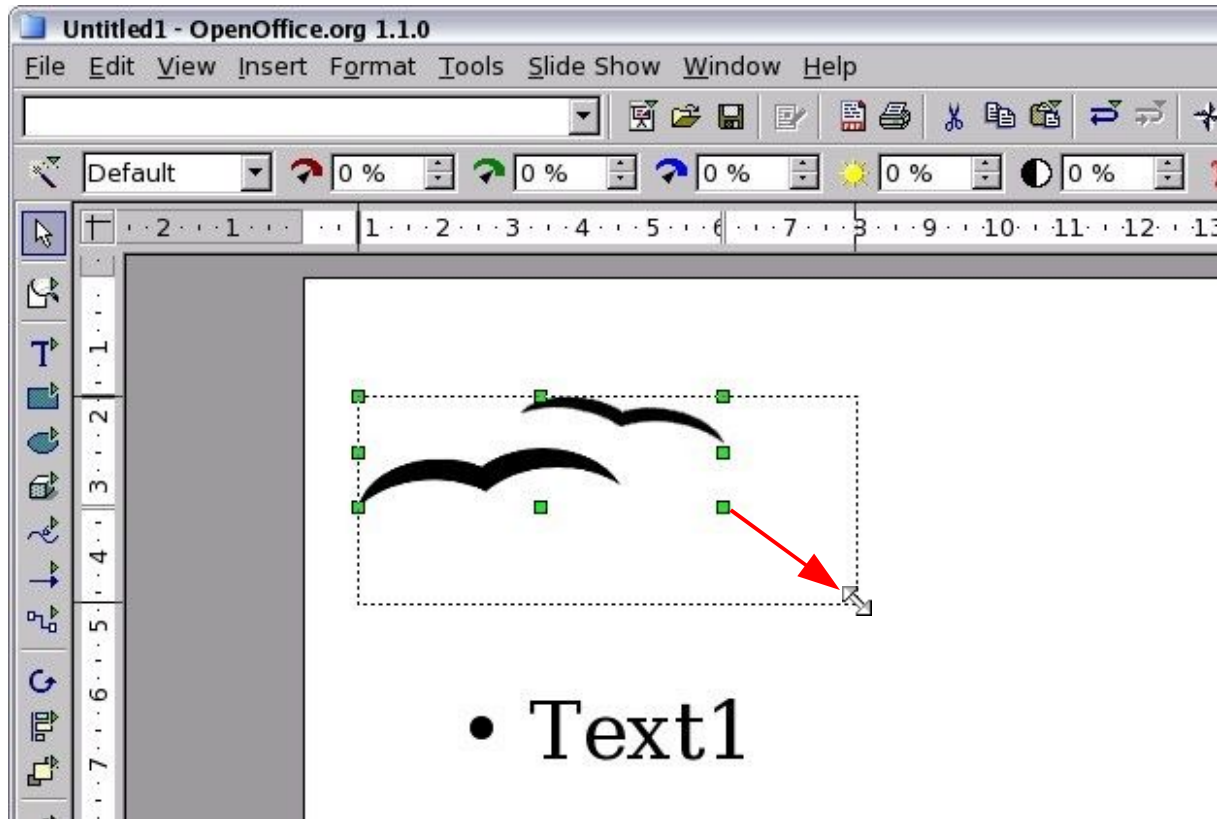 Untitled1 - OpenOffice.org 1.1.0
File Edit View Insert Format Tools Slide Show Window Help
Default 0 % 0 % 0 % 0 % 0 %
2 1 1 2 3 4 5 6 7 8 9 10 11 12 13
1
2
3
4
5
6
7
• Text1